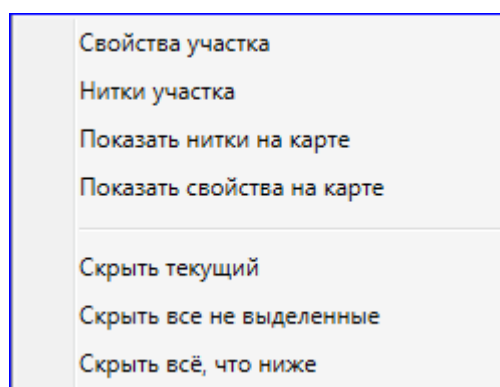 Свойства участка
Нитки участка
Показать нитки на карте
Показать свойства на карте
Скрыть текущий
Скрыть все не выделенные
Скрыть всё, что ниже